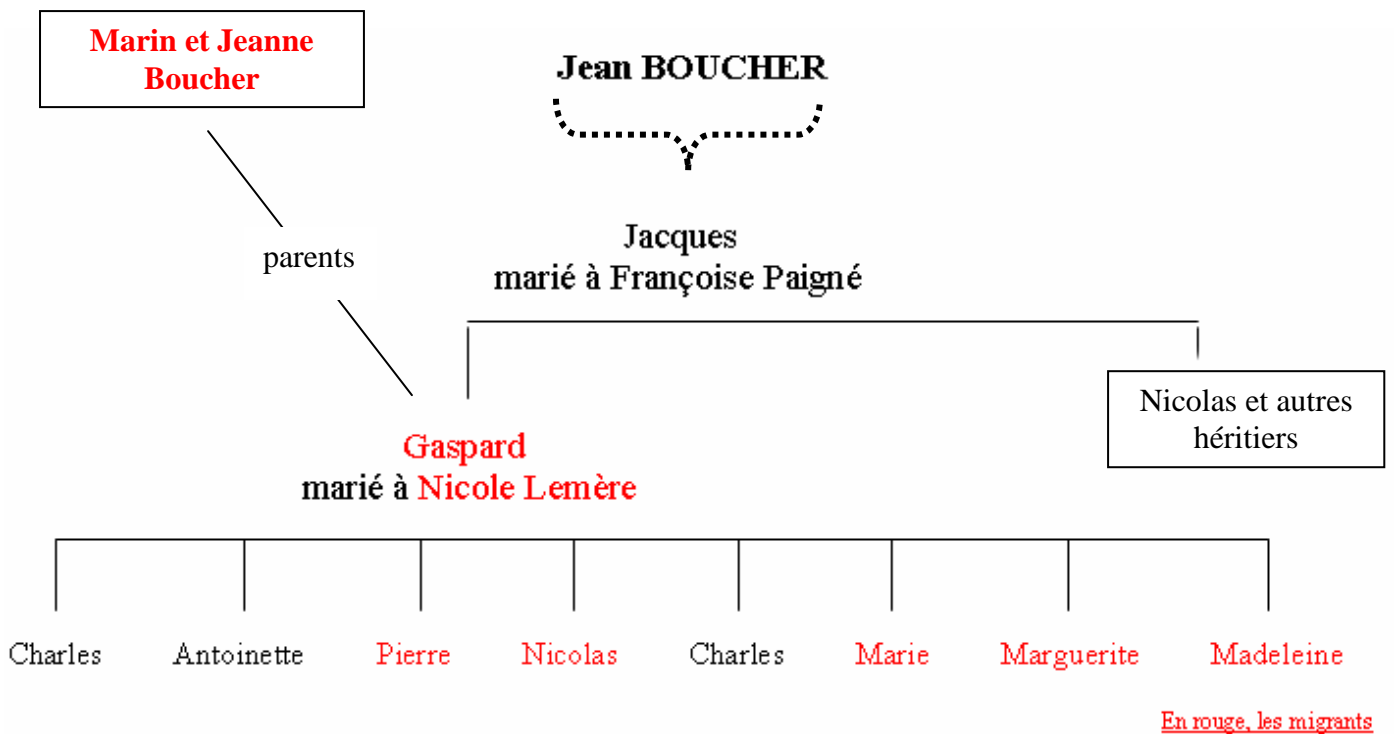 Marin et Jeanne
Boucher
Jean BOUCHER
Jacques
marié à Françoise Paigné
parents
Nicolas et autres
héritiers
Gaspard
marié à Nicole Lemère
Charles Antoinette Pierre Nicolas Charles Marie Marguerite Madeleine
En rouge, les migrants